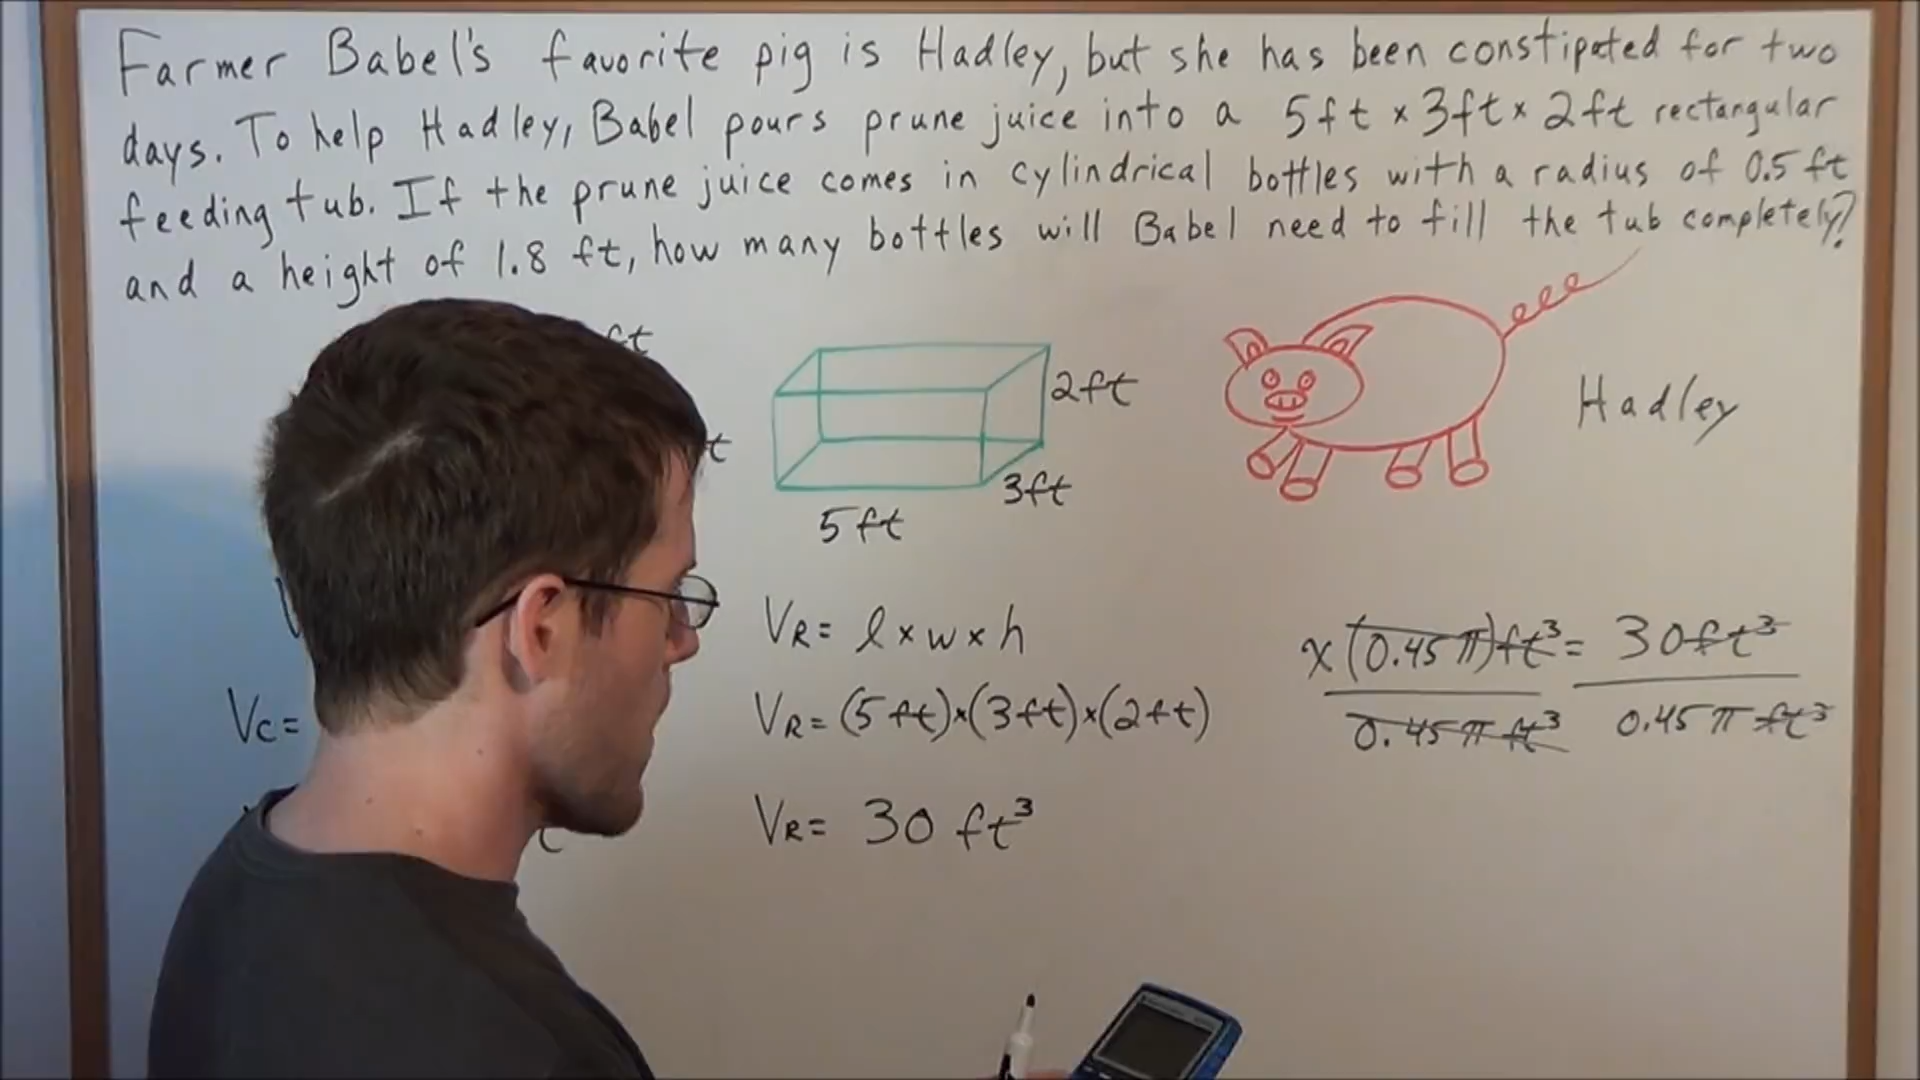 Farmer Babel's favorite pig is Hadley, but she has been constipated for two
days. To help Hadley, Babel pours prune juice into a 5ft x 3ft x 2ft rectangular
feeding tub. If the prune juice comes in cylindrical bottles with a radius of 0.5 ft
and a height of 1.8 ft, how many bottles will Babel need to fill the tub completely?
2ft
3ft
5ft
Hadley
VR = l x w x h
VC =
VR = (5ft) x (3ft) x (2ft)
VR = 30 ft³
x (0.45 π) ft³ = 30 ft³
0.45 π ft³ 0.45 π ft³